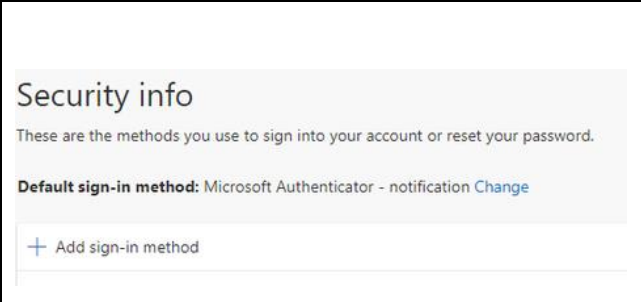 Security info
These are the methods you use to sign into your account or reset your password.
Default sign-in method: Microsoft Authenticator - notification Change
+ Add sign-in method